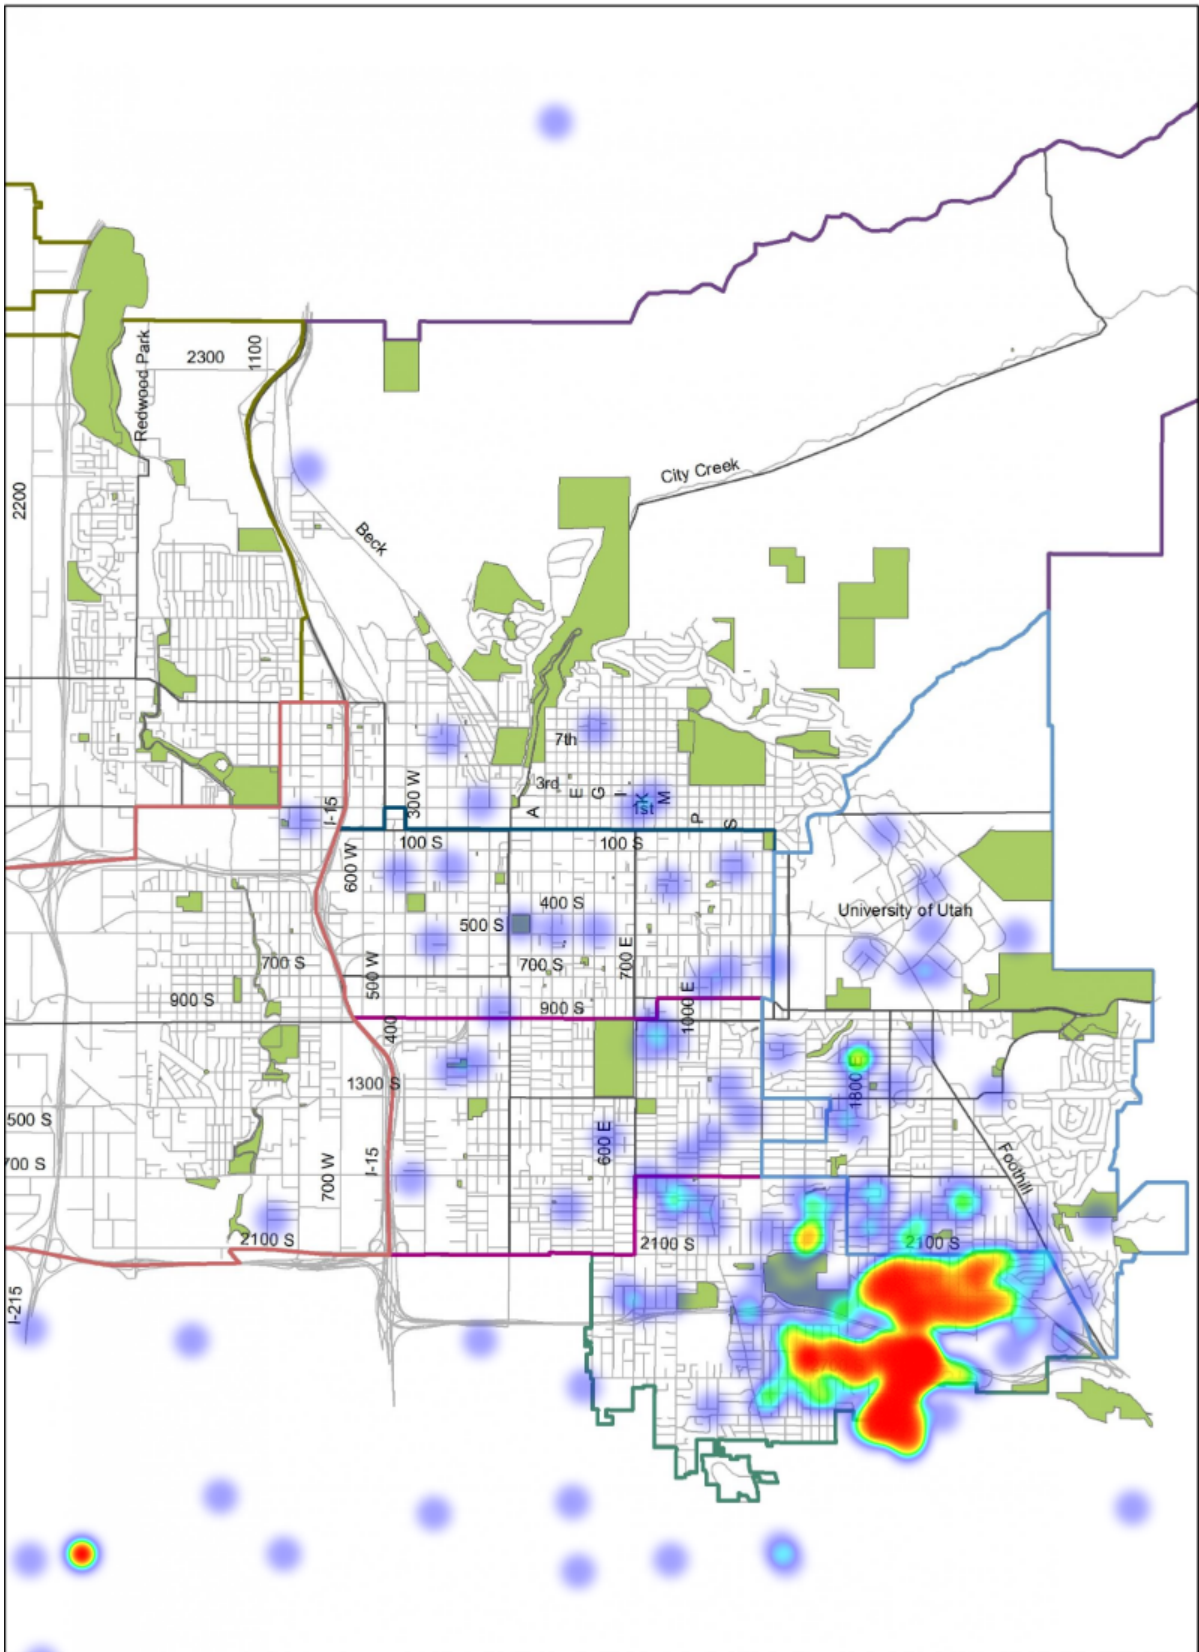 Redwood Park
2300
1100
2200
City Creek
Beck
7th
3rd
A
E
G
I
K
M
1st
P
S
I-15
300 W
100 S
100 S
600 W
400 S
500 S
University of Utah
700 S
700 S
700 E
500 W
900 S
900 S
1000 E
400
1300 S
1800 E
500 S
700 S
700 W
I-15
600 E
Foothill
2100 S
2100 S
2100 S
I-215